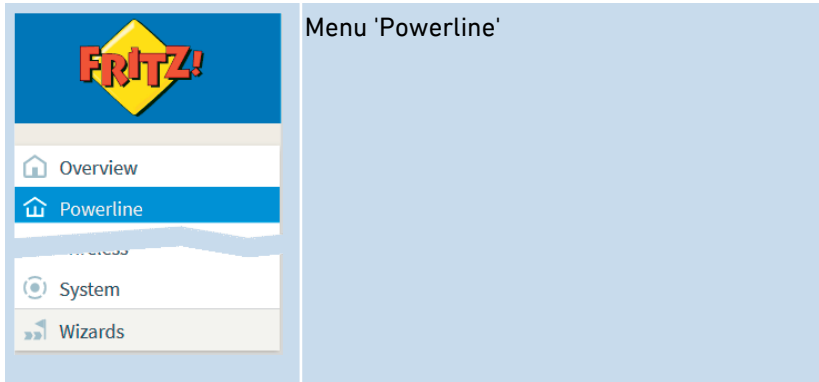 FRITZ!
Menu 'Powerline'
Overview
Powerline
System
Wizards